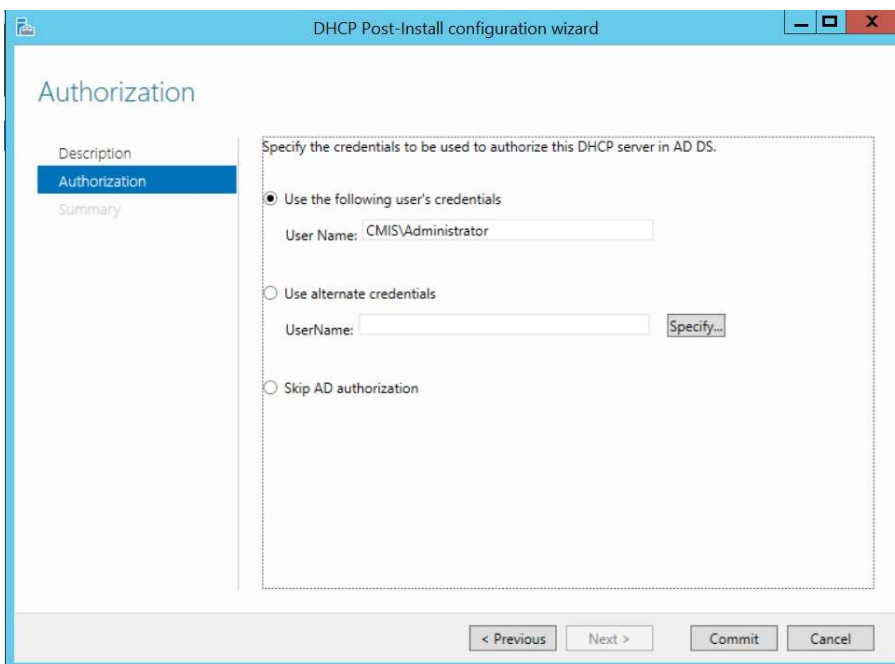 DHCP Post-Install configuration wizard
X
Authorization
Description
Authorization
Summary
Specify the credentials to be used to authorize this DHCP server in AD DS.
Use the following user's credentials
User Name: CMIS\Administrator
Use alternate credentials
UserName:
Specify...
Skip AD authorization
< Previous
Next >
Commit
Cancel